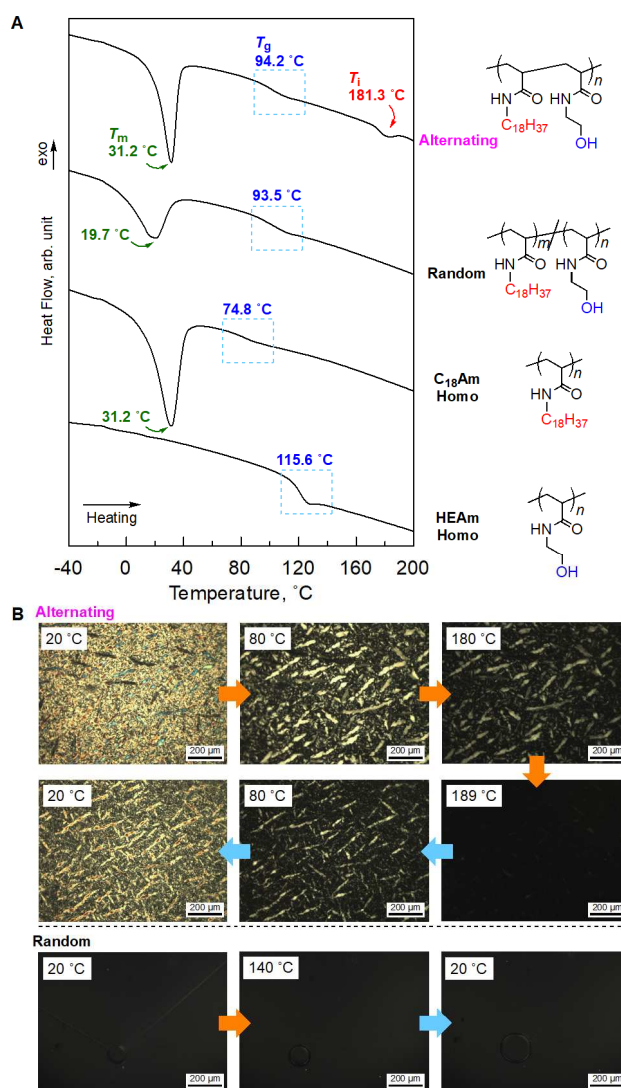 A
exo
Heat Flow, arb. unit
Tm
31.2 ˚C
Tg
94.2 ˚C
Ti
181.3 ˚C
19.7 ˚C
93.5 ˚C
74.8 ˚C
31.2 ˚C
115.6 ˚C
Heating
-40 0 40 80 120 160 200
Temperature, ˚C
n
HN O HN O
C18H37
OH
Alternating
m n
HN O HN O
C18H37
OH
Random
n
HN O
C18H37
C18Am
Homo
n
HN O
OH
HEAm
Homo
B Alternating
20 ˚C 80 ˚C 180 ˚C
200 µm 200 µm 200 µm
20 ˚C 80 ˚C 189 ˚C
200 µm 200 µm 200 µm
Random
20 ˚C 140 ˚C 20 ˚C
200 µm 200 µm 200 µm